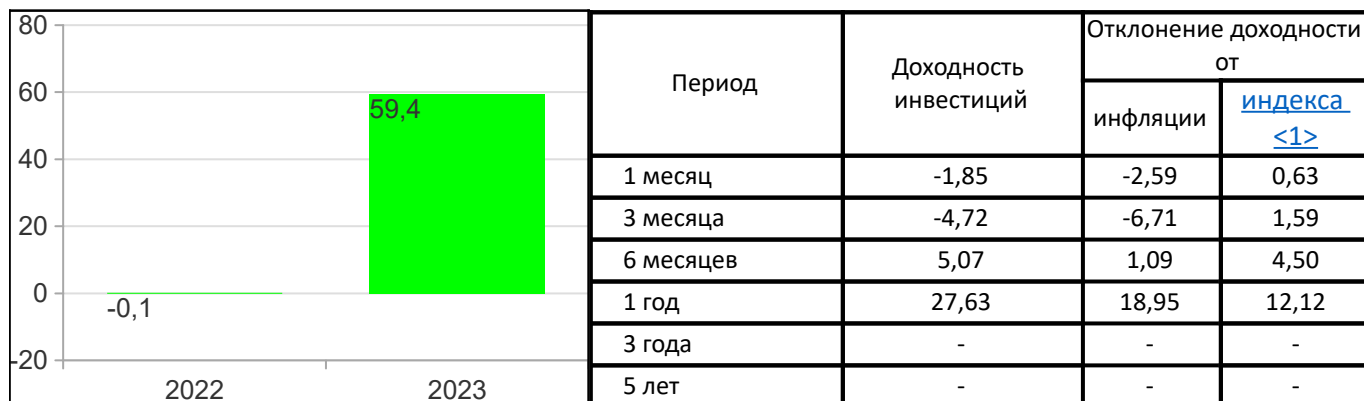 80
60
40
20
0
-20
59,4
-0,1
2022 2023
Период
Доходность
инвестиций
Отклонение доходности
от
инфляции
индекса
<1>
1 месяц -1,85 -2,59 0,63
3 месяца -4,72 -6,71 1,59
6 месяцев 5,07 1,09 4,50
1 год 27,63 18,95 12,12
3 года - - -
5 лет - - -